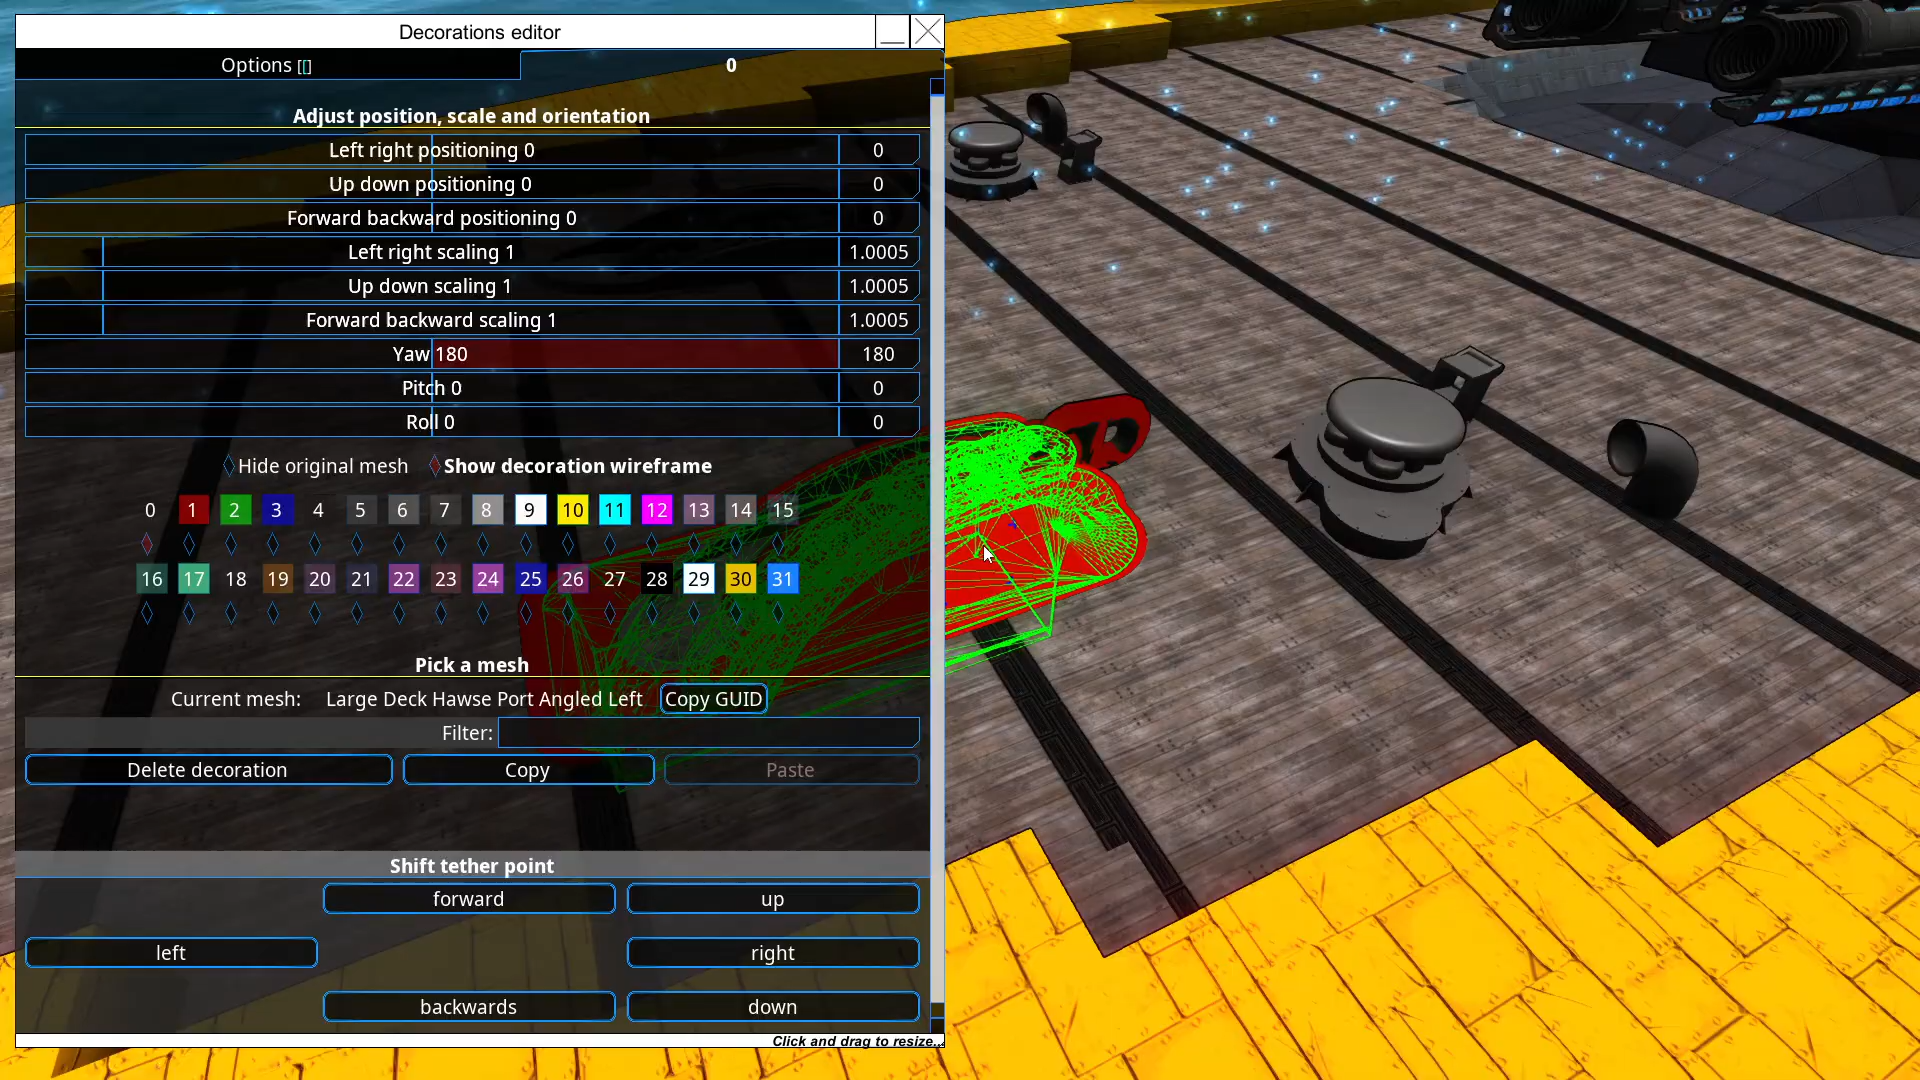 Decorations editor
Options [[]
0
Adjust position, scale and orientation
Left right positioning 0 0
Up down positioning 0 0
Forward backward positioning 0 0
Left right scaling 1 1.0005
Up down scaling 1 1.0005
Forward backward scaling 1 1.0005
Yaw 180 180
Pitch 0 0
Roll 0 0
Hide original mesh Show decoration wireframe
0 1 2 3 4 5 6 7 8 9 10 11 12 13 14 15
16 17 18 19 20 21 22 23 24 25 26 27 28 29 30 31
Pick a mesh
Current mesh: Large Deck Hawse Port Angled Left Copy GUID
Filter:
Delete decoration Copy Paste
Shift tether point
forward up
left right
backwards down
Click and drag to resize...